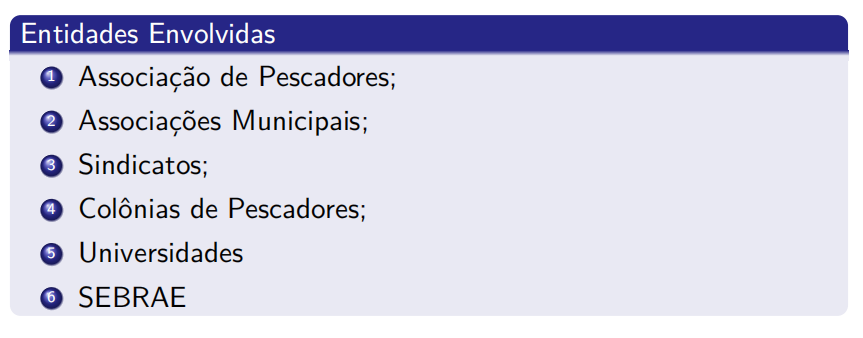 Entidades Envolvidas
1 Associação de Pescadores;
2 Associações Municipais;
3 Sindicatos;
4 Colônias de Pescadores;
5 Universidades
6 SEBRAE